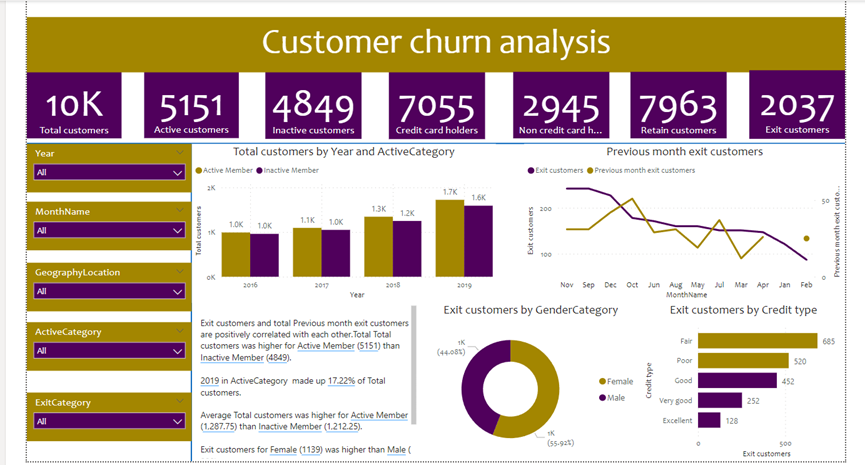 Customer churn analysis
10K
Total customers
5151
Active customers
4849
Inactive customers
7055
Credit card holders
2945
Non credit card h...
7963
Retain customers
2037
Exit customers
Year
All
MonthName
All
GeographyLocation
All
ActiveCategory
All
ExitCategory
All
Total customers by Year and ActiveCategory
Active Member Inactive Member
Total customers
2K
1K
0K
1.0K 1.0K 1.1K 1.0K 1.3K 1.2K 1.7K 1.6K
2016 2017 2018 2019
Year
Previous month exit customers
Exit customers Previous month exit customers
Exit customers
200
100
50
0
Previous month exit custo...
Nov Sep Dec Oct Jun Aug May Jul Mar Apr Jan Feb
MonthName
Exit customers and total Previous month exit customers
are positively correlated with each other.Total Total
customers was higher for Active Member (5151) than
Inactive Member (4849).
2019 in ActiveCategory made up 17.22% of Total
customers.
Average Total customers was higher for Active Member
(1,287.75) than Inactive Member (1,212.25).
Exit customers for Female (1139) was higher than Male (
Exit customers by GenderCategory
1K
(44.08%)
1K
(55.92%)
Female
Male
Exit customers by Credit type
Credit type
Fair 685
Poor 520
Good 452
Very good 252
Excellent 128
0 500
Exit customers